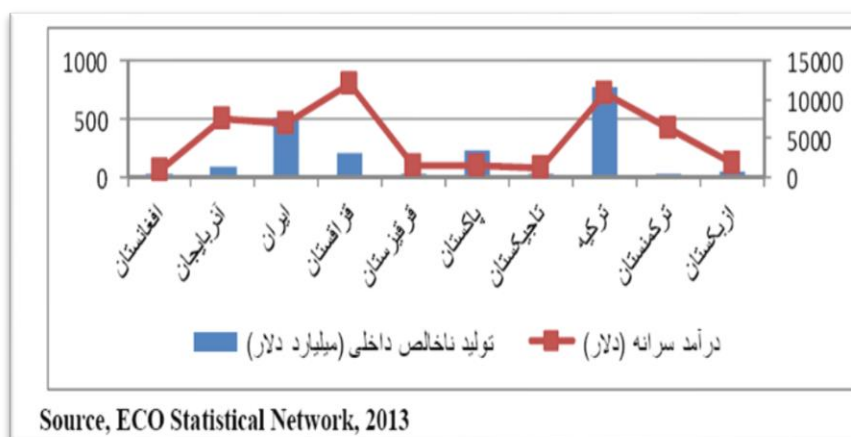 1000
500
0
15000
10000
5000
0
افغانستان
آذربایجان
ایران
قزاقستان
قرقیزستان
پاکستان
تاجیکستان
ترکیه
ترکمنستان
ازبکستان
تولید ناخالص داخلی (میلیارد دلار)
درآمد سرانه (دلار)
Source, ECO Statistical Network, 2013